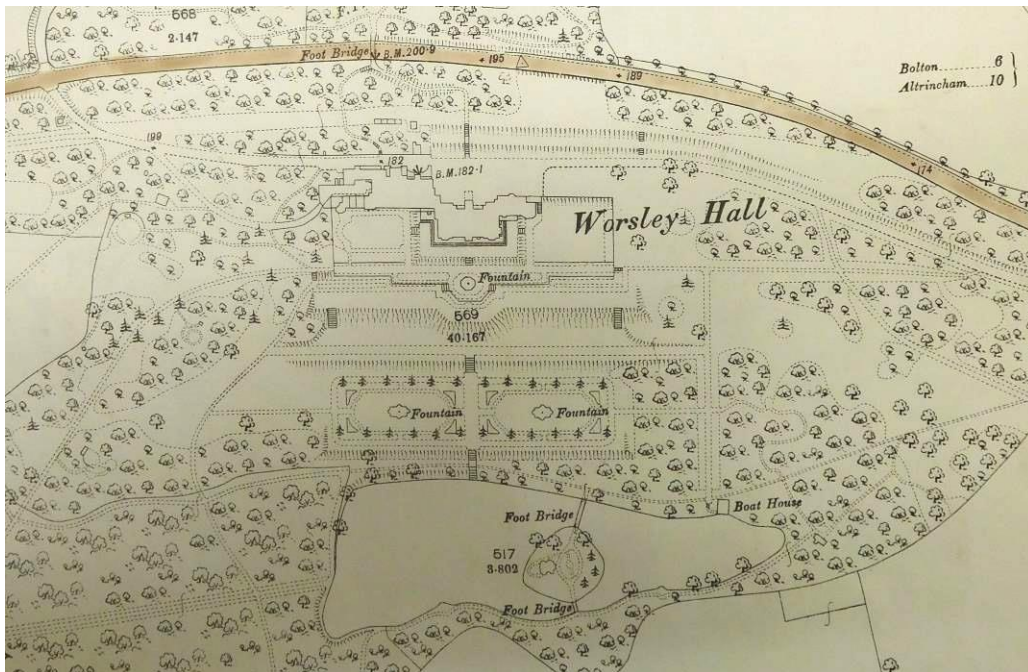 568
2·147
Foot Bridge
B.M. 200·9
195
189
174
Bolton 6
Altrincham 10
199
182
B.M. 182·1
Worsley Hall
Fountain
569
40·167
Fountain
Fountain
Boat House
Foot Bridge
517
3·802
Foot Bridge